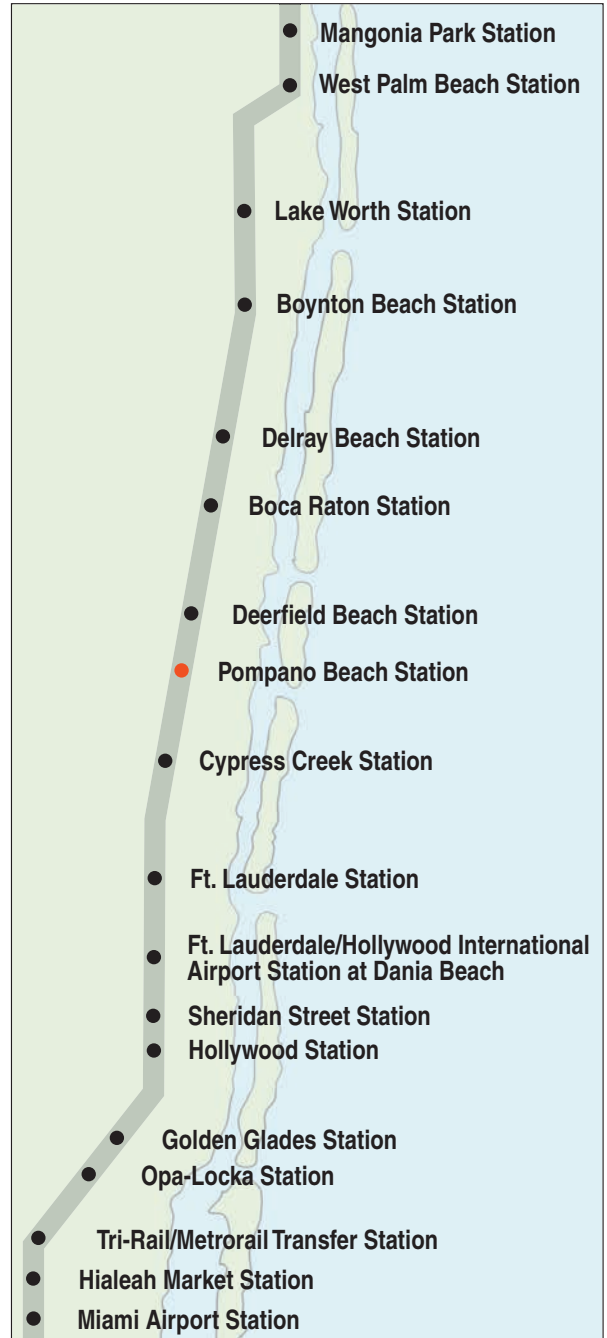 Mangonia Park Station
West Palm Beach Station
Lake Worth Station
Boynton Beach Station
Delray Beach Station
Boca Raton Station
Deerfield Beach Station
Pompano Beach Station
Cypress Creek Station
Ft. Lauderdale Station
Ft. Lauderdale/Hollywood International
Airport Station at Dania Beach
Sheridan Street Station
Hollywood Station
Golden Glades Station
Opa-Locka Station
Tri-Rail/Metrorail Transfer Station
Hialeah Market Station
Miami Airport Station